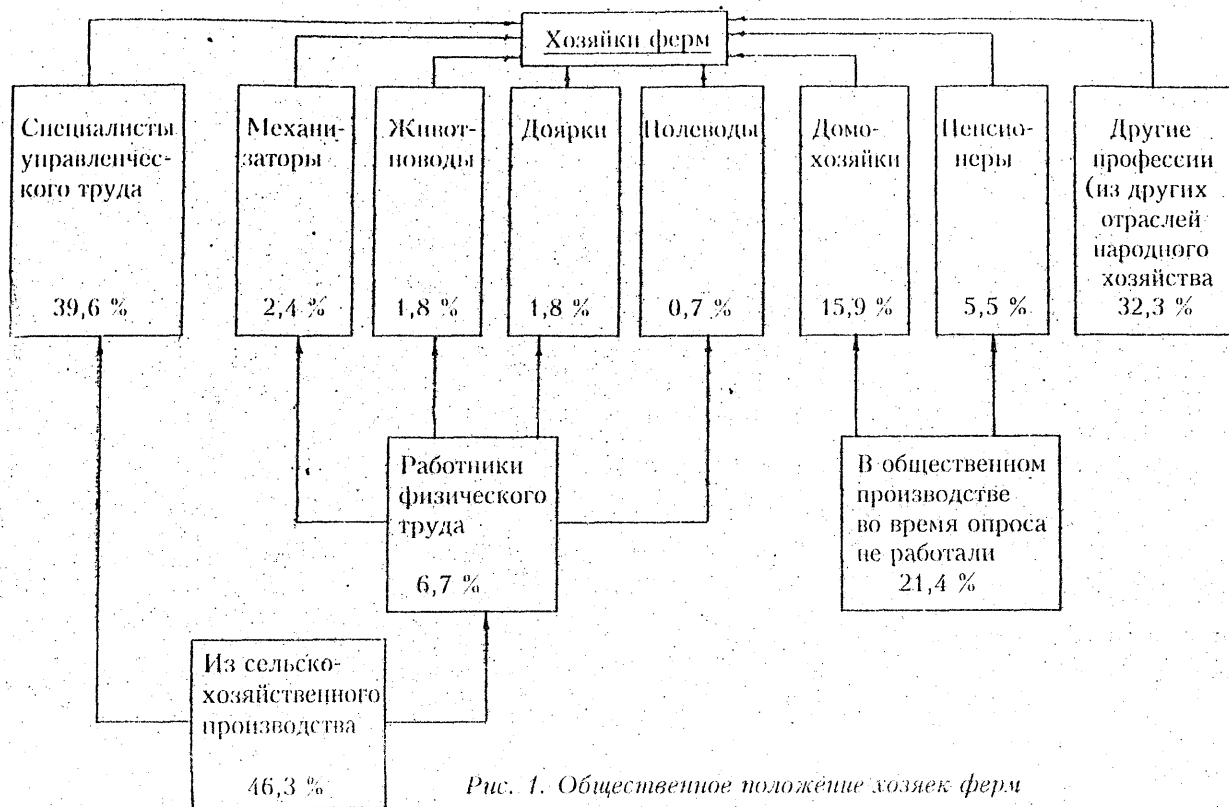 Хозяйки ферм
Специалисты
управленчес-
кого труда
39,6 %
Механи-
заторы
2,4 %
Живот-
новоды
1,8 %
Доярки
1,8 %
Полеводы
0,7 %
Домо-
хозяйки
15,9 %
Пенсио-
неры
5,5 %
Другие
профессии
(из других
отраслей
народного
хозяйства
32,3 %
Работники
физического
труда
6,7 %
В общественном
производстве
во время опроса
не работали
21,4 %
Из сельско-
хозяйственного
производства
46,3 %
Рис. 1. Общественное положение хозяек ферм